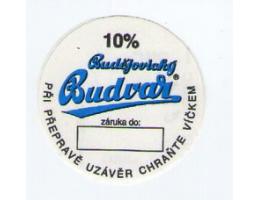 10%
Budějovický
Budvar®
záruka do:
PŘI PŘEPRAVĚ UZÁVĚR CHRAŇTE VÍČKEM